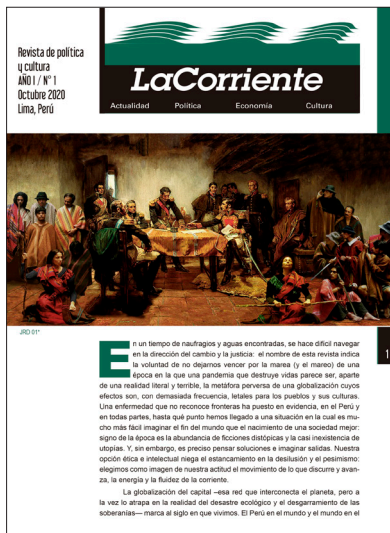 Revista de política
y cultura
AÑO I / N° 1
Octubre 2020
Lima, Perú
LaCorriente
Actualidad Política Economía Cultura
JRD 01*
1
En un tiempo de naufragios y aguas encontradas, se hace difícil navegar
en la dirección del cambio y la justicia: el nombre de esta revista indica
la voluntad de no dejarnos vencer por la marea (y el mareo) de una
época en la que una pandemia que destruye vidas parece ser, aparte
de una realidad literal y terrible, la metáfora perversa de una globalización cuyos
efectos son, con demasiada frecuencia, letales para los pueblos y sus culturas.
Una enfermedad que no reconoce fronteras ha puesto en evidencia, en el Perú y
en todas partes, hasta qué punto hemos llegado a una situación en la cual es mu-
cho más fácil imaginar el fin del mundo que el nacimiento de una sociedad mejor:
signo de la época es la abundancia de ficciones distópicas y la casi inexistencia de
utopías. Y, sin embargo, es preciso pensar soluciones e imaginar salidas. Nuestra
opción ética e intelectual niega el estancamiento en la desilusión y el pesimismo:
elegimos como imagen de nuestra actitud el movimiento de lo que discurre y avan-
za, la energía y la fluidez de la corriente.
La globalización del capital –esa red que interconecta el planeta, pero a
la vez lo atrapa en la realidad del desastre ecológico y el desgarramiento de las
soberanías— marca al siglo en que vivimos. El Perú en el mundo y el mundo en el